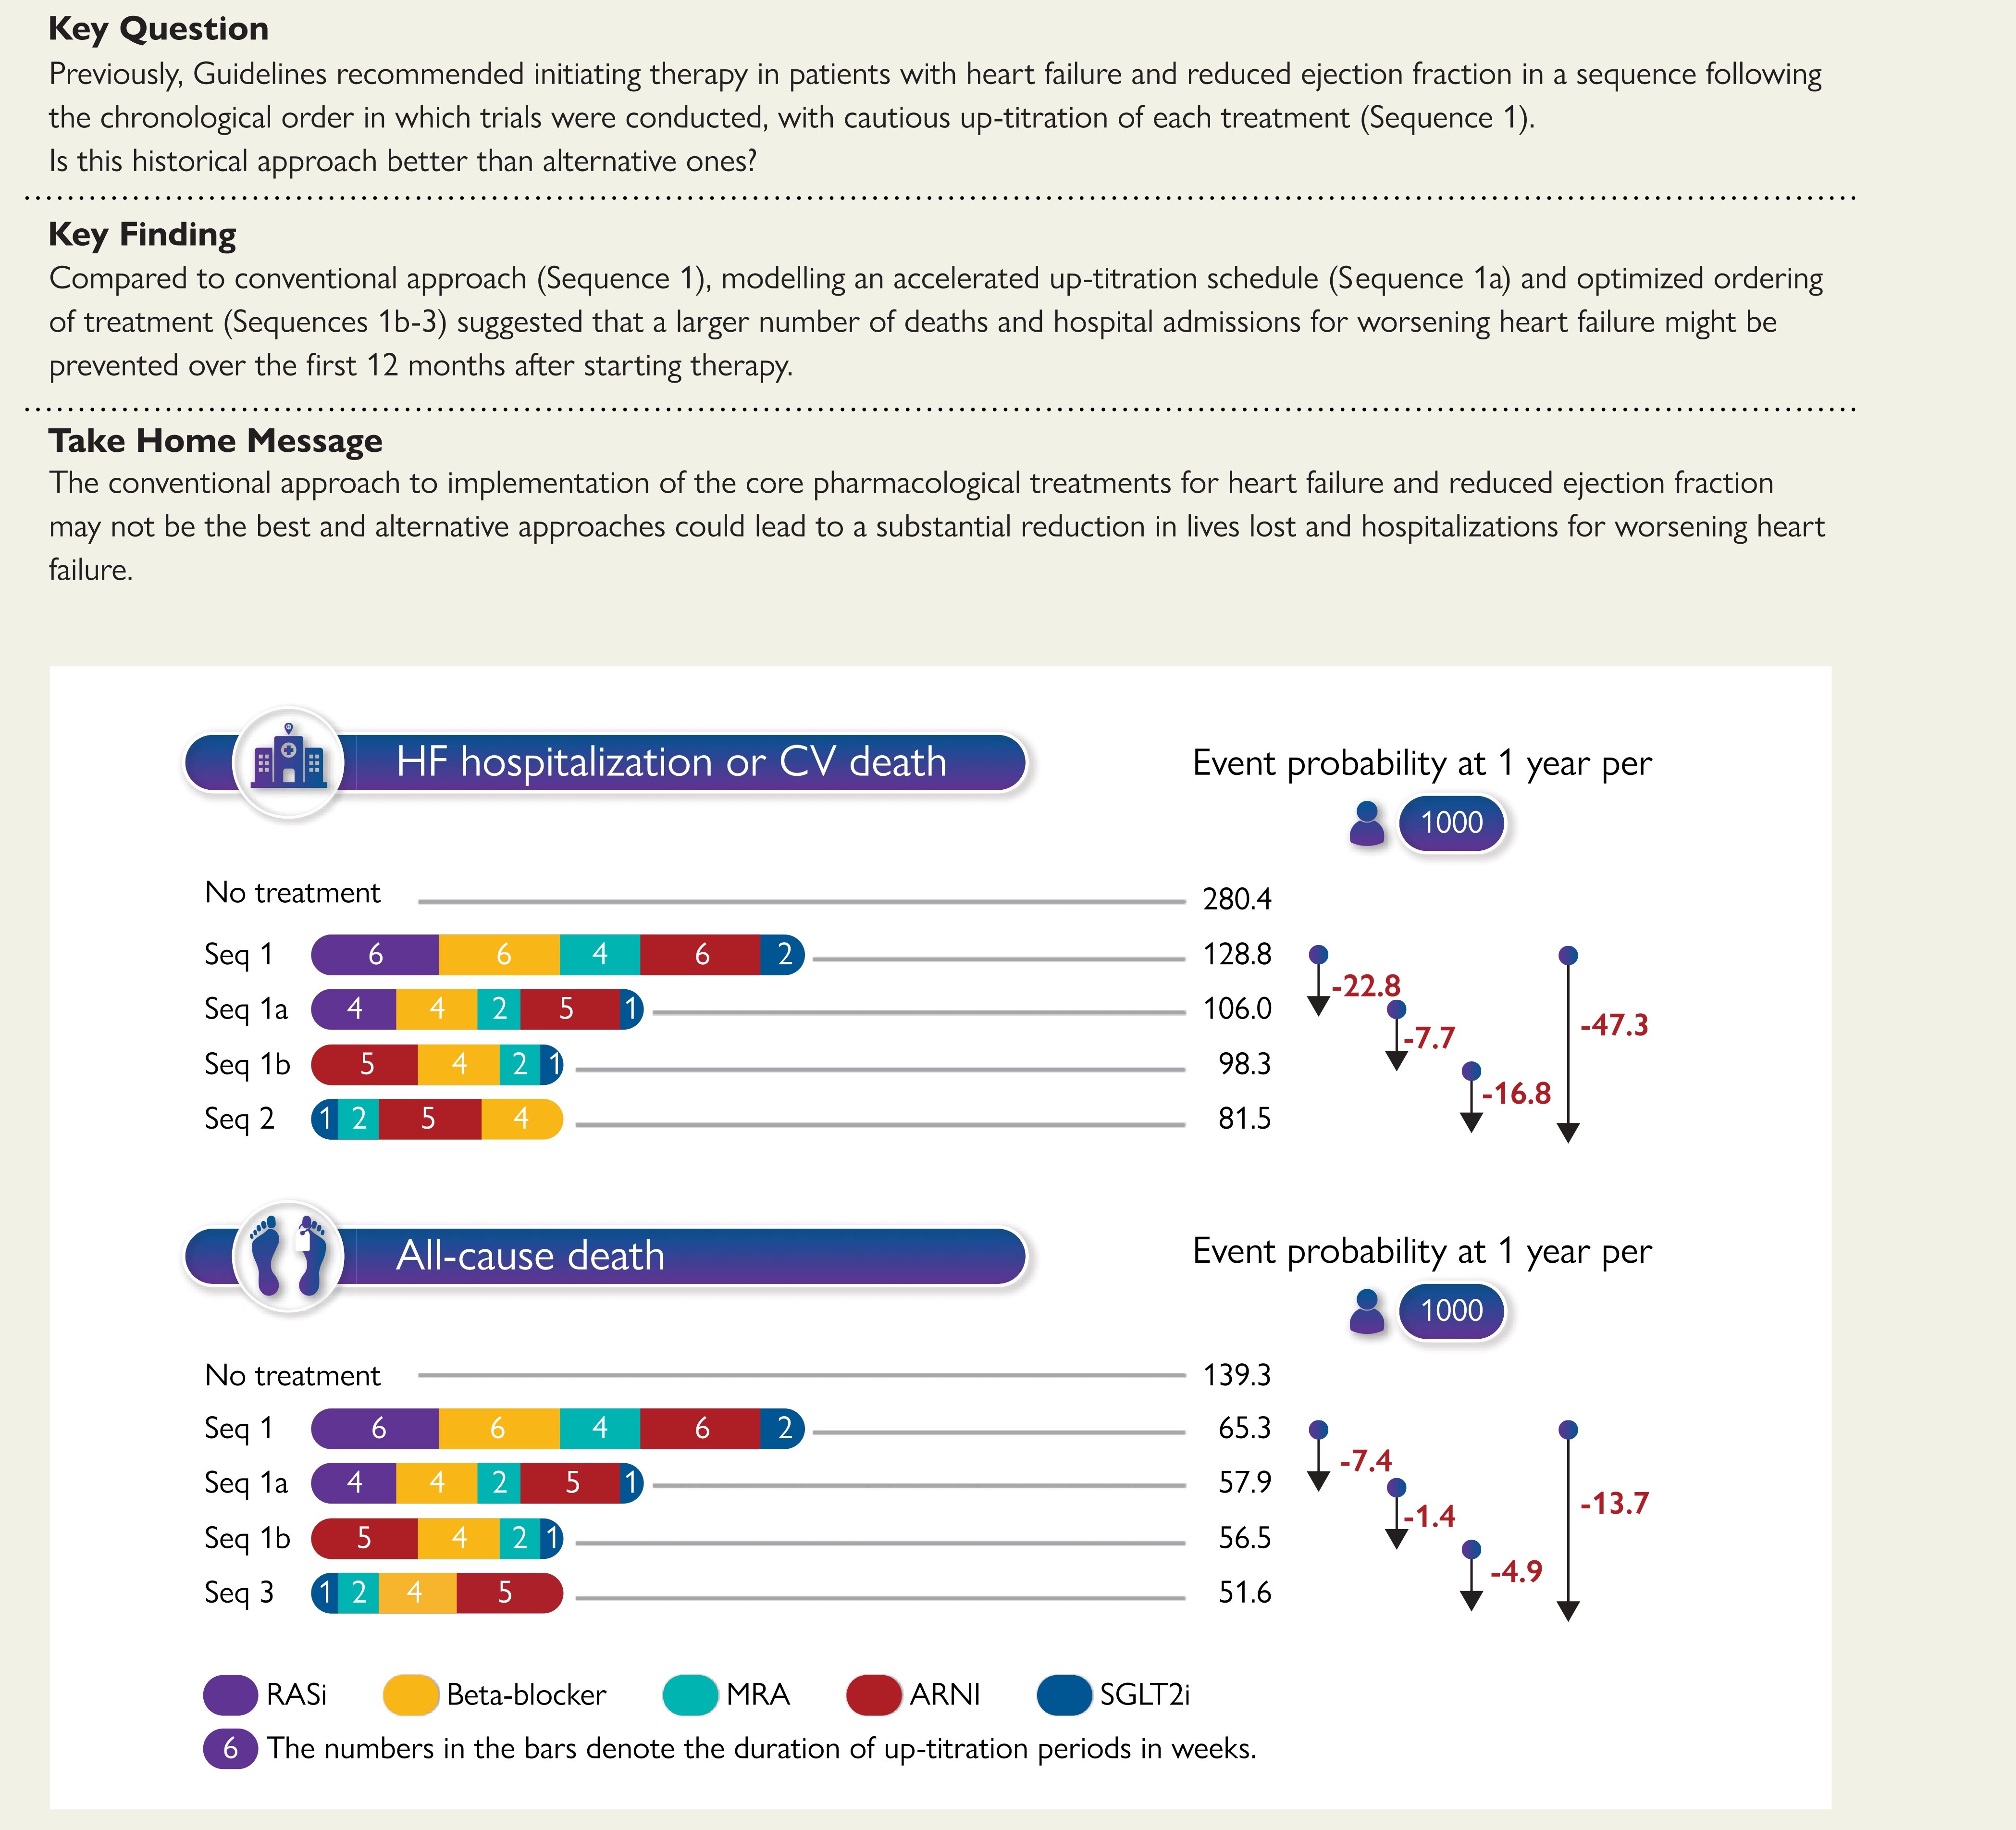 Key Question
Previously, Guidelines recommended initiating therapy in patients with heart failure and reduced ejection fraction in a sequence following
the chronological order in which trials were conducted, with cautious up-titration of each treatment (Sequence 1).
Is this historical approach better than alternative ones?
Key Finding
Compared to conventional approach (Sequence 1), modelling an accelerated up-titration schedule (Sequence 1a) and optimized ordering
of treatment (Sequences 1b-3) suggested that a larger number of deaths and hospital admissions for worsening heart failure might be
prevented over the first 12 months after starting therapy.
Take Home Message
The conventional approach to implementation of the core pharmacological treatments for heart failure and reduced ejection fraction
may not be the best and alternative approaches could lead to a substantial reduction in lives lost and hospitalizations for worsening heart
failure.
HF hospitalization or CV death
Event probability at 1 year per
1000
No treatment 280.4
Seq 1 6 6 4 6 2 128.8
-22.8
Seq 1a 4 4 2 5 1 106.0
-7.7
-47.3
Seq 1b 5 4 2 1 98.3
-16.8
Seq 2 1 2 5 4 81.5
All-cause death
Event probability at 1 year per
1000
No treatment 139.3
Seq 1 6 6 4 6 2 65.3
-7.4
Seq 1a 4 4 2 5 1 57.9
-1.4
-13.7
Seq 1b 5 4 2 1 56.5
-4.9
Seq 3 1 2 4 5 51.6
RASi Beta-blocker MRA ARNI SGLT2i
6 The numbers in the bars denote the duration of up-titration periods in weeks.